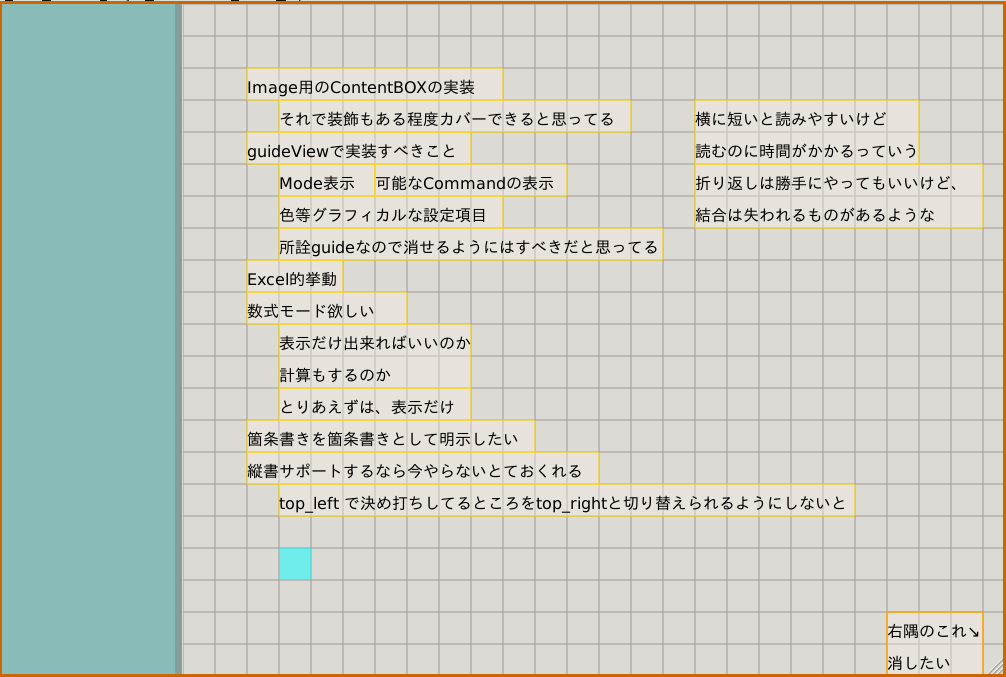 Image用のContentBOXの実装
それで装飾もある程度カバーできると思ってる
guideViewで実装すべきこと
Mode表示 可能なCommandの表示
色等グラフィカルな設定項目
所詮guideなので消せるようにはすべきだと思ってる
Excel的挙動
数式モード欲しい
表示だけ出来ればいいのか
計算もするのか
とりあえずは、表示だけ
箇条書きを箇条書きとして明示したい
縦書サポートするなら今やらないとておくれる
top_left で決め打ちしてるところをtop_rightと切り替えられるようにしないと
横に短いと読みやすいけど
読むのに時間がかかるっていう
折り返しは勝手にやってもいいけど、
結合は失われるものがあるような
右隅のこれ↘
消したい